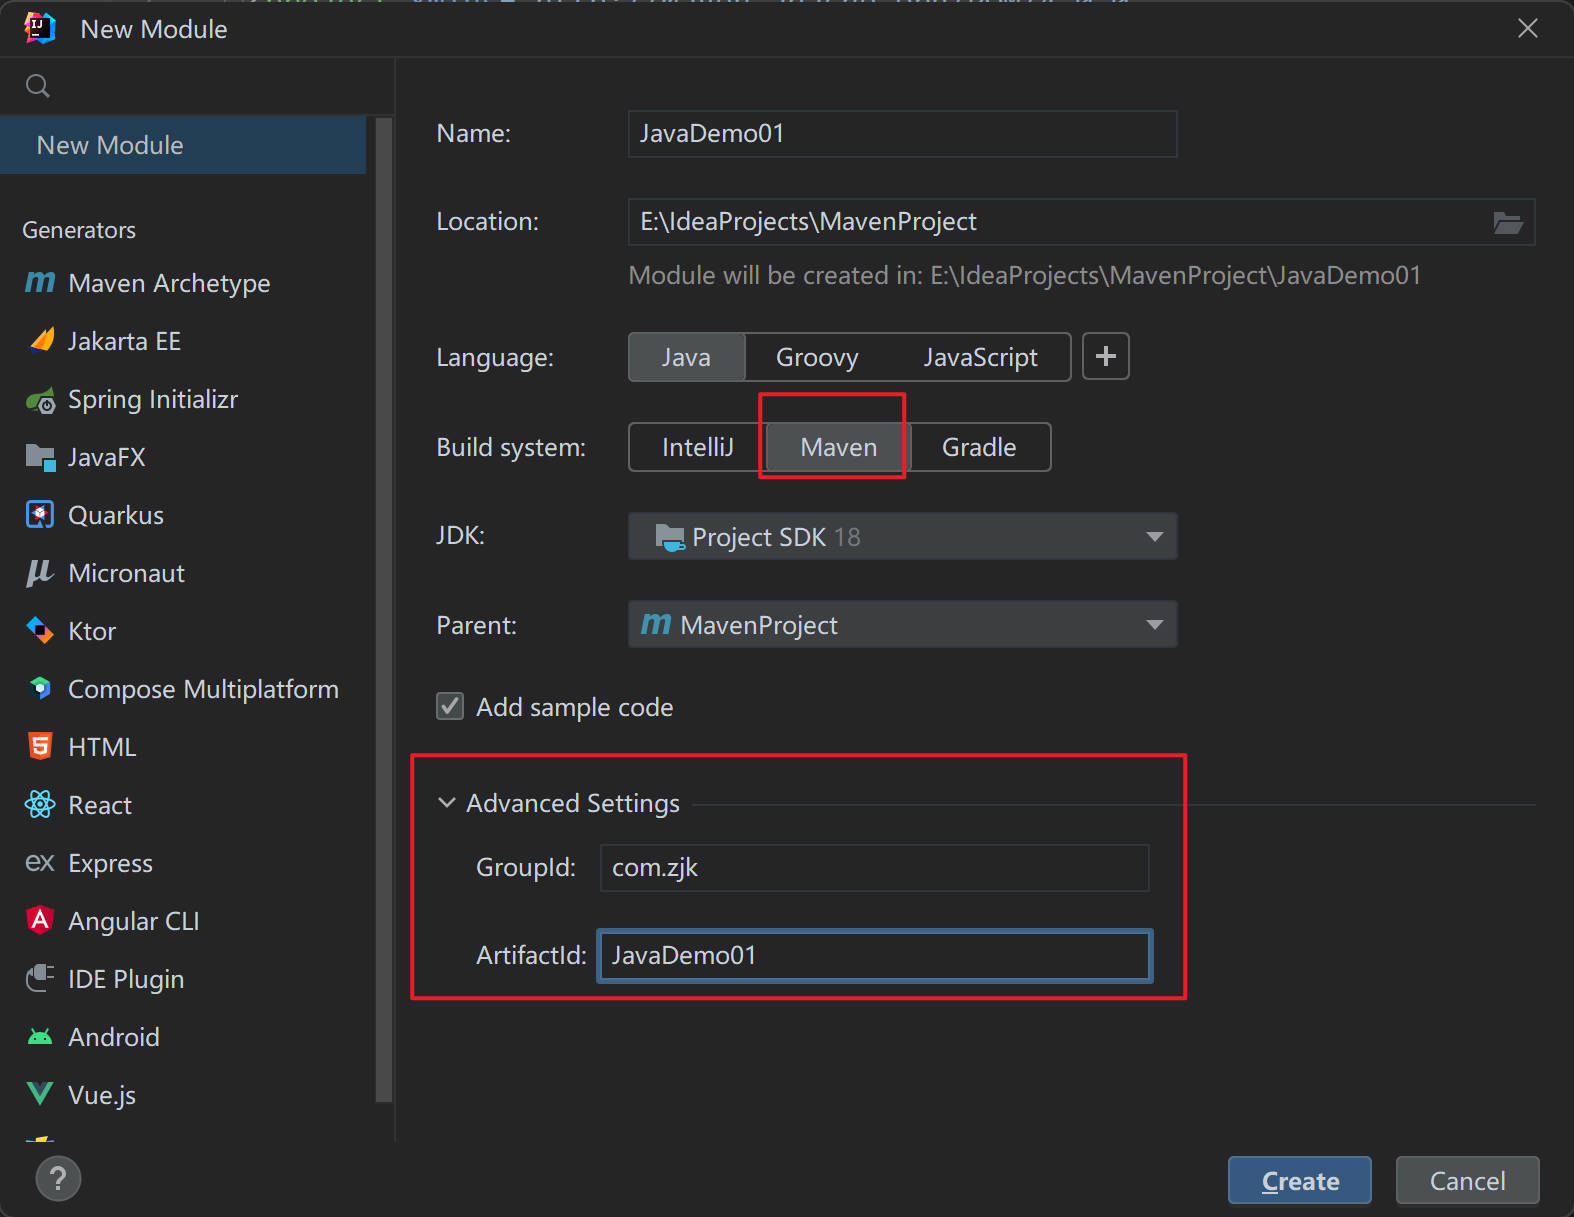 New Module
New Module
Generators
Maven Archetype
Jakarta EE
Spring Initializr
JavaFX
Quarkus
Micronaut
Ktor
Compose Multiplatform
HTML
React
Express
Angular CLI
IDE Plugin
Android
Vue.js
Name: JavaDemo01
Location: E:\IdeaProjects\MavenProject
Module will be created in: E:\IdeaProjects\MavenProject\JavaDemo01
Language: Java Groovy JavaScript +
Build system: IntelliJ Maven Gradle
JDK: Project SDK 18
Parent: MavenProject
Add sample code
Advanced Settings
GroupId: com.zjk
ArtifactId: JavaDemo01
? Create Cancel